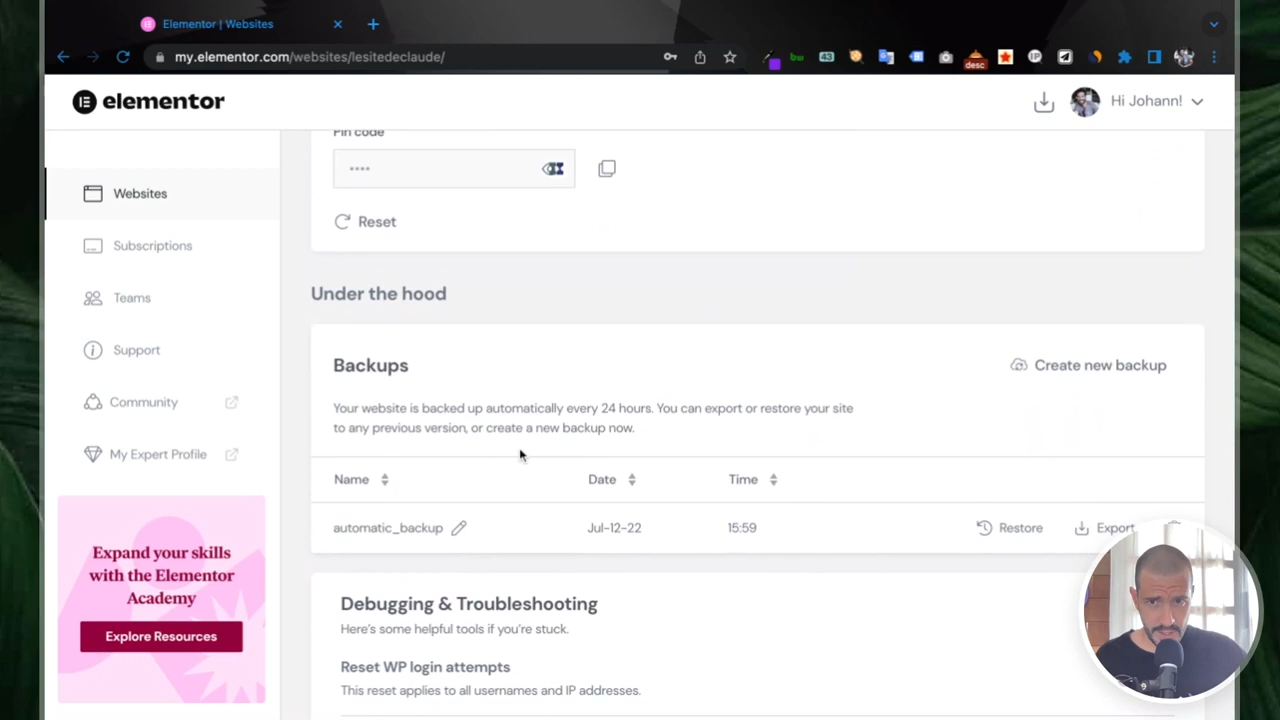 Elementor | Websites
my.elementor.com/websites/lesitedeclaude/
bu
43
desc
elementor
Hi Johann!
Websites
Subscriptions
Teams
Support
Community
My Expert Profile
Expand your skills
with the Elementor
Academy
Explore Resources
Pin code
Reset
Under the hood
Backups
Create new backup
Your website is backed up automatically every 24 hours. You can export or restore your site
to any previous version, or create a new backup now.
Name
Date
Time
automatic_backup
Jul-12-22
15:59
Restore
Export
Debugging & Troubleshooting
Here's some helpful tools if you're stuck.
Reset WP login attempts
This reset applies to all usernames and IP addresses.